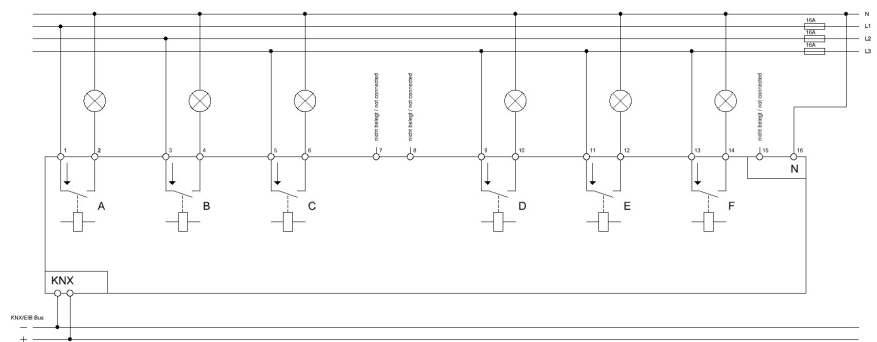 N
16A
L1
16A
L2
16A
L3
nicht belegt / not connected
nicht belegt / not connected
nicht belegt / not connected
1 2 3 4 5 6 7 8 9 10 11 12 13 14 15 16
N
A B C D E F
KNX
KNX/EIB Bus
−
+